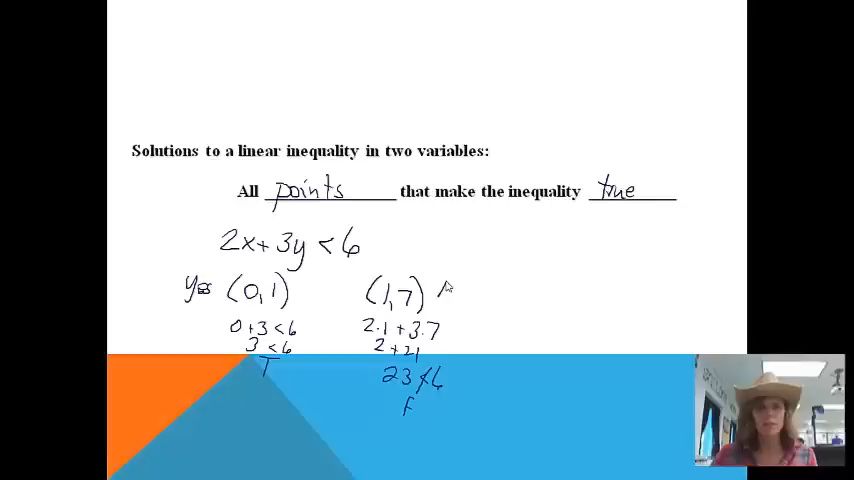 Solutions to a linear inequality in two variables:
All points that make the inequality true
2x+3y<6
yes (0,1) (1,7)
0+3<6 2·1+3·7
3<6 2+21
T 23≮6
F